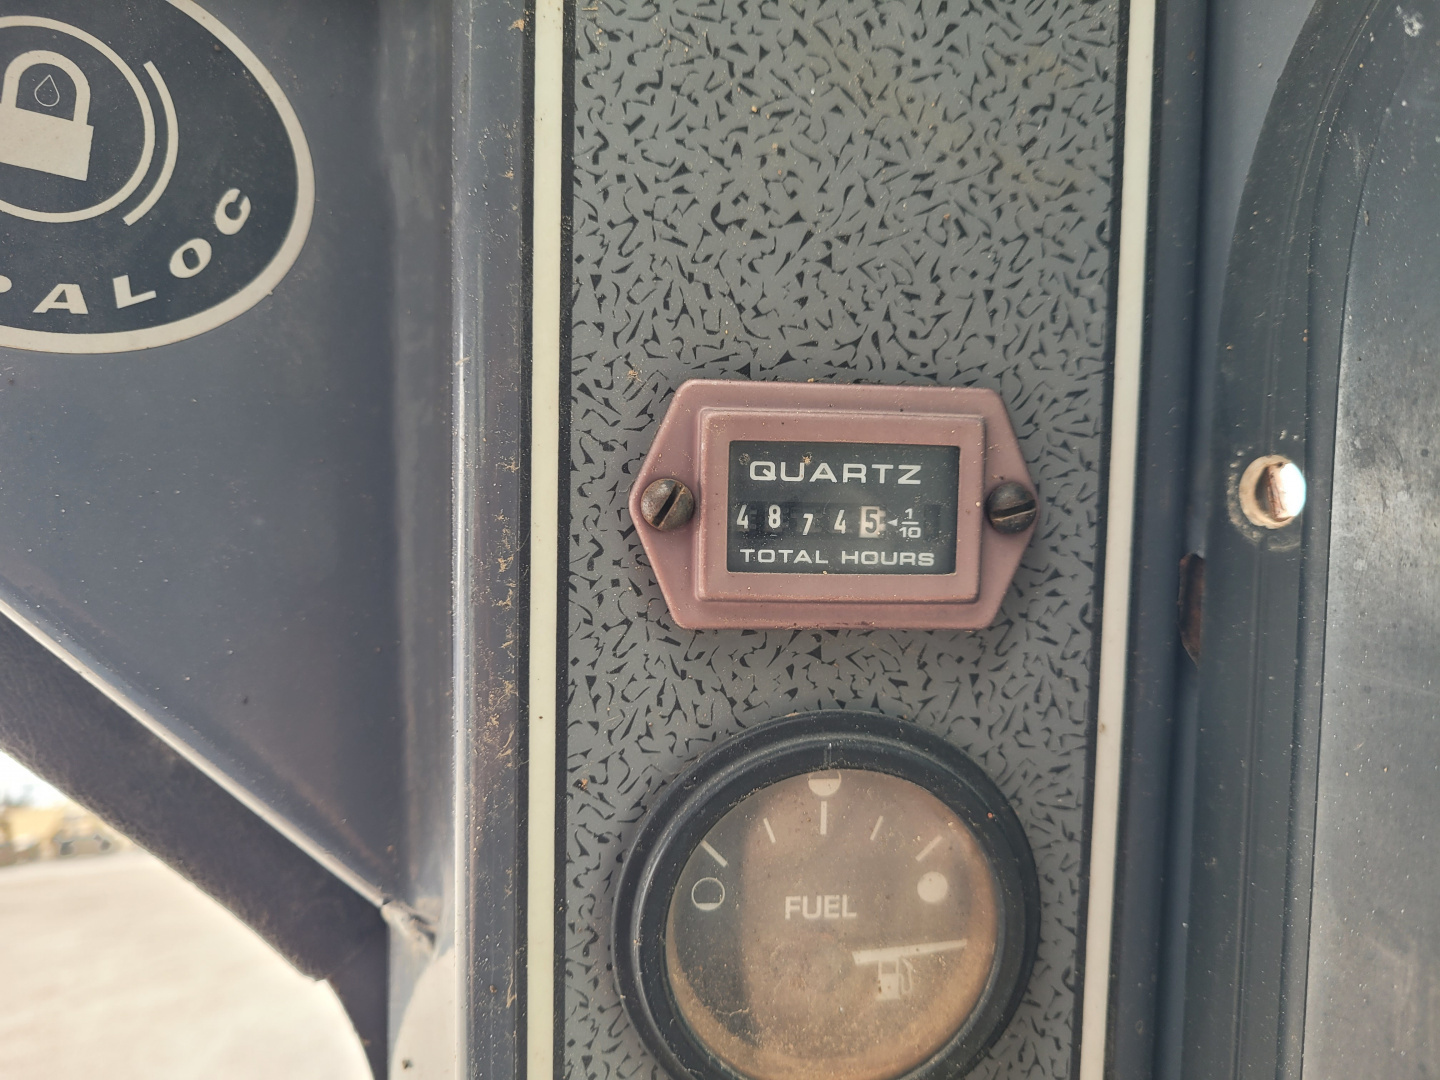 PALOC
QUARTZ
48745 ◄ 1/10
TOTAL HOURS
FUEL